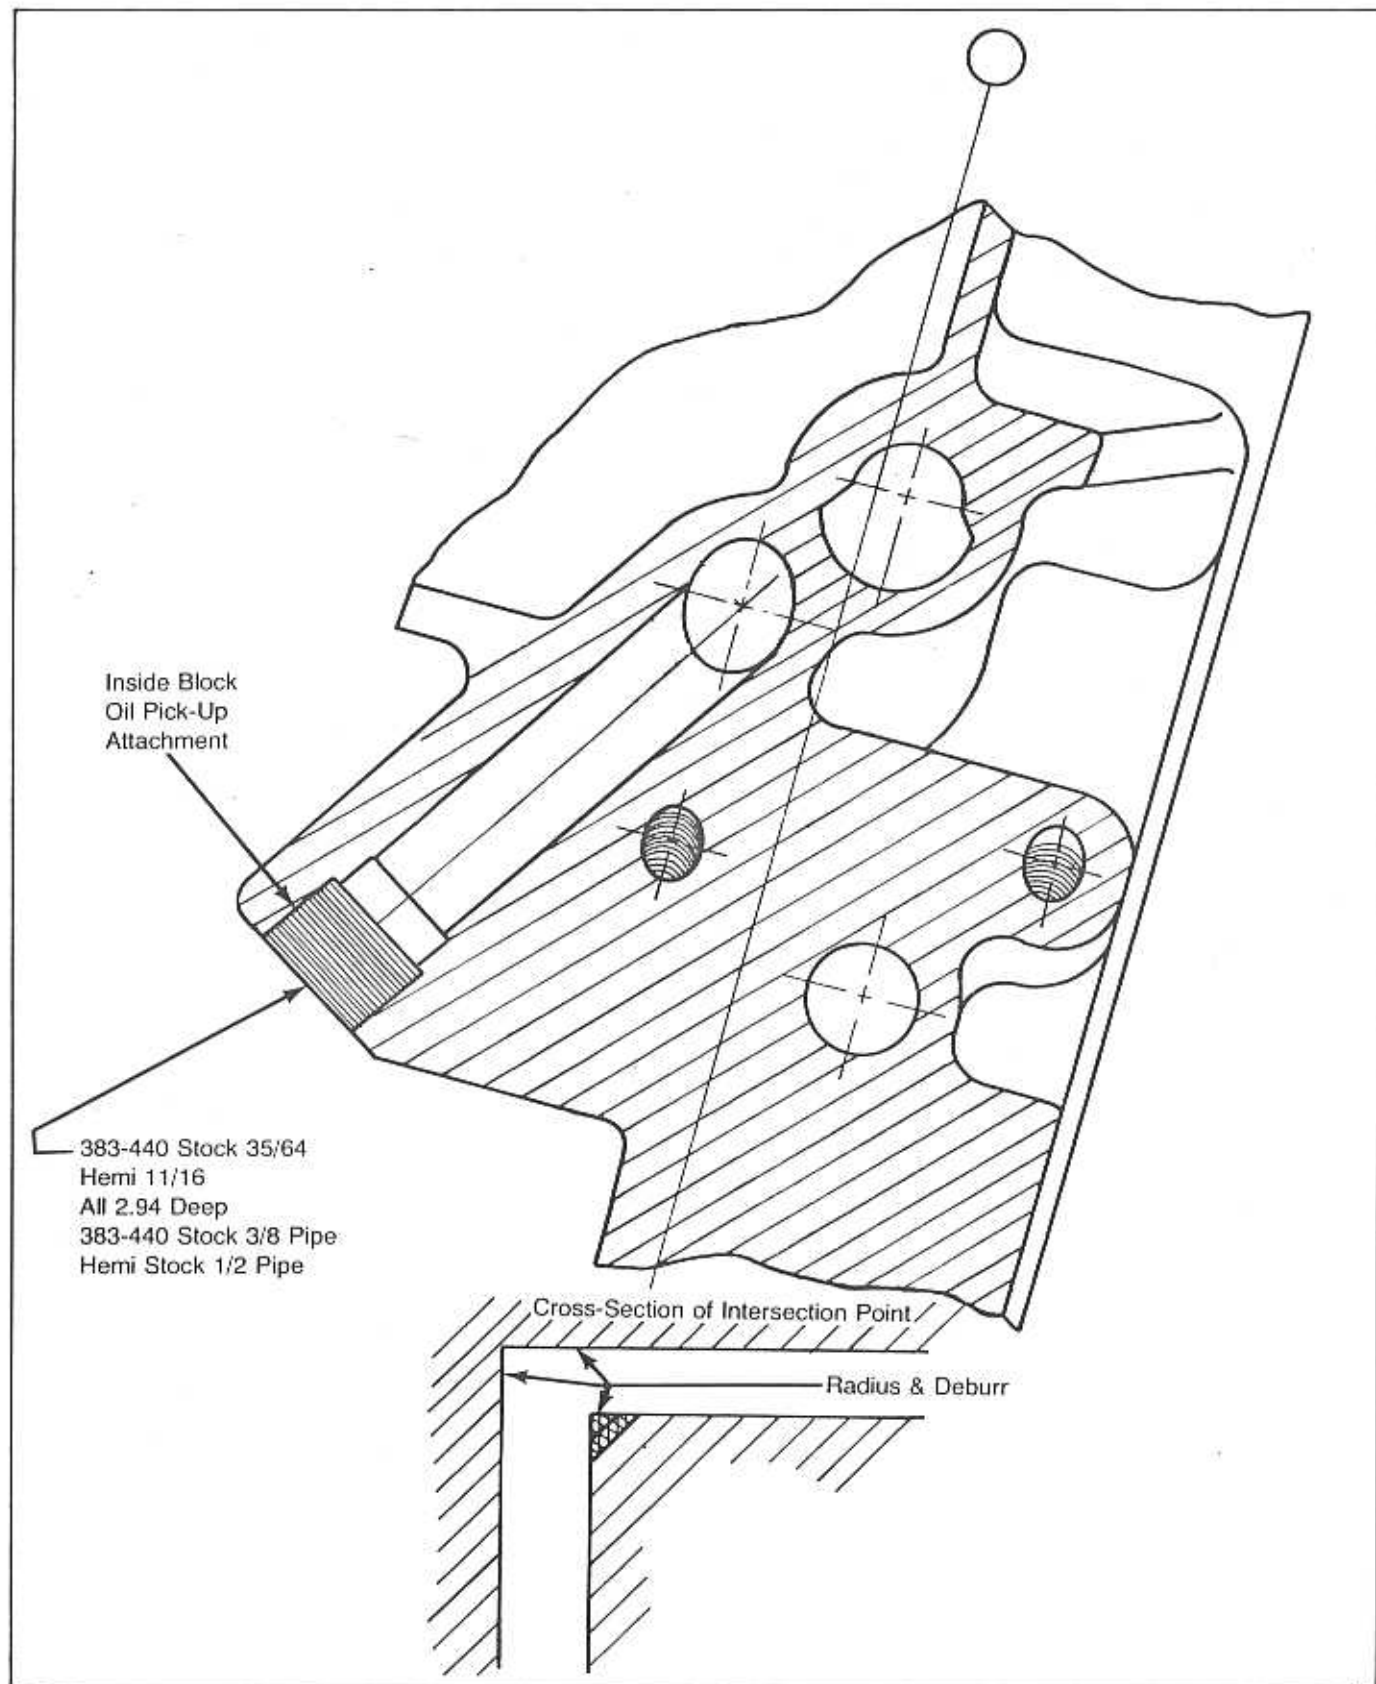 Inside Block
Oil Pick-Up
Attachment
383-440 Stock 35/64
Hemi 11/16
All 2.94 Deep
383-440 Stock 3/8 Pipe
Hemi Stock 1/2 Pipe
Cross-Section of Intersection Point
Radius & Deburr